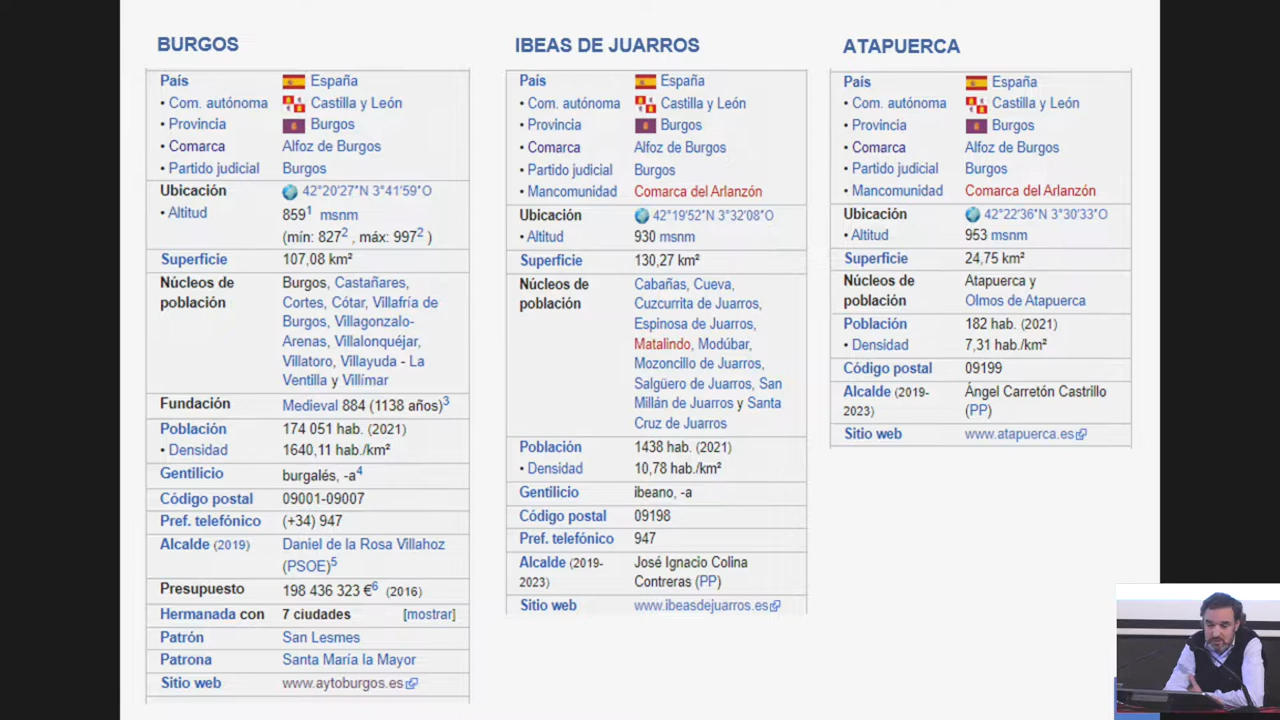 BURGOS
País España
• Com. autónoma Castilla y León
• Provincia Burgos
• Comarca Alfoz de Burgos
• Partido judicial Burgos
Ubicación 42°20′27″N 3°41′59″O
• Altitud 859¹ msnm
(mín: 827² , máx: 997² )
Superficie 107,08 km²
Núcleos de población Burgos, Castañares,
Cortes, Cótar, Villafría de
Burgos, Villagonzalo-
Arenas, Villalonquéjar,
Villatoro, Villayuda - La
Ventilla y Villímar
Fundación Medieval 884 (1138 años)³
Población 174 051 hab. (2021)
• Densidad 1640,11 hab./km²
Gentilicio burgalés, -a⁴
Código postal 09001-09007
Pref. telefónico (+34) 947
Alcalde (2019) Daniel de la Rosa Villahoz
(PSOE)⁵
Presupuesto 198 436 323 €⁶ (2016)
Hermanada con 7 ciudades [mostrar]
Patrón San Lesmes
Patrona Santa María la Mayor
Sitio web www.aytoburgos.es
IBEAS DE JUARROS
País España
• Com. autónoma Castilla y León
• Provincia Burgos
• Comarca Alfoz de Burgos
• Partido judicial Burgos
• Mancomunidad Comarca del Arlanzón
Ubicación 42°19′52″N 3°32′08″O
• Altitud 930 msnm
Superficie 130,27 km²
Núcleos de población Cabañas, Cueva,
Cuzcurrita de Juarros,
Espinosa de Juarros,
Matalindo, Modúbar,
Mozoncillo de Juarros,
Salgüero de Juarros, San
Millán de Juarros y Santa
Cruz de Juarros
Población 1438 hab. (2021)
• Densidad 10,78 hab./km²
Gentilicio ibeano, -a
Código postal 09198
Pref. telefónico 947
Alcalde (2019- José Ignacio Colina
2023) Contreras (PP)
Sitio web www.ibeasdejuarros.es
ATAPUERCA
País España
• Com. autónoma Castilla y León
• Provincia Burgos
• Comarca Alfoz de Burgos
• Partido judicial Burgos
• Mancomunidad Comarca del Arlanzón
Ubicación 42°22′36″N 3°30′33″O
• Altitud 953 msnm
Superficie 24,75 km²
Núcleos de Atapuerca y
población Olmos de Atapuerca
Población 182 hab. (2021)
• Densidad 7,31 hab./km²
Código postal 09199
Alcalde (2019- Ángel Carretón Castrillo
2023) (PP)
Sitio web www.atapuerca.es